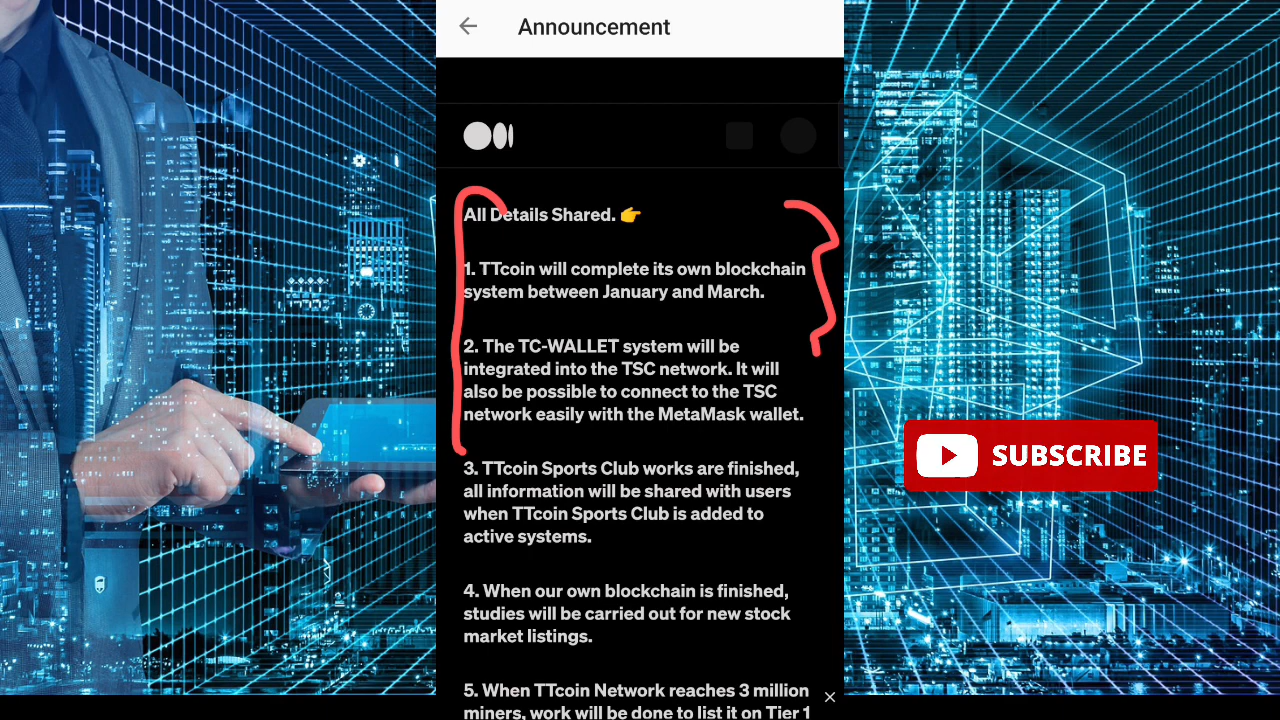 Announcement
All Details Shared. 👉
1. TTcoin will complete its own blockchain
system between January and March.
2. The TC-WALLET system will be
integrated into the TSC network. It will
also be possible to connect to the TSC
network easily with the MetaMask wallet.
3. TTcoin Sports Club works are finished,
all information will be shared with users
when TTcoin Sports Club is added to
active systems.
4. When our own blockchain is finished,
studies will be carried out for new stock
market listings.
5. When TTcoin Network reaches 3 million
miners, work will be done to list it on Tier 1
SUBSCRIBE